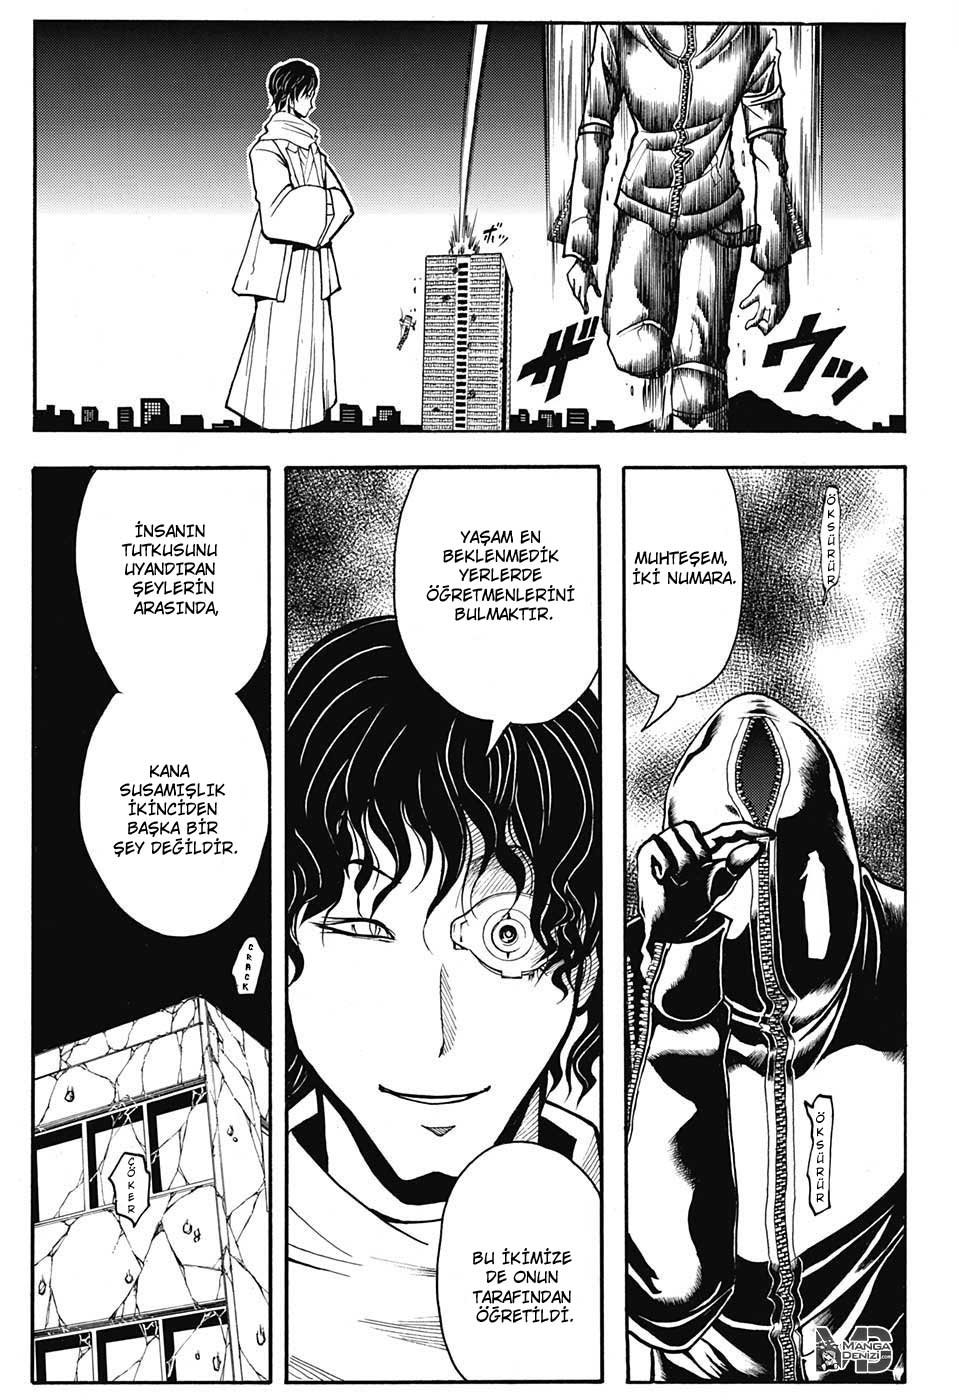 ボッ
ザ
ウッ
ÖKSÜRÜR
MUHTEŞEM,
İKİ NUMARA.
ÖKSÜRÜR
YAŞAM EN
BEKLENMEDİK
YERLERDE
ÖĞRETMENLERİNİ
BULMAKTIR.
BU İKİMİZE
DE ONUN
TARAFINDAN
ÖĞRETİLDİ.
İNSANIN
TUTKUSUNU
UYANDIRAN
ŞEYLERİN
ARASINDA,
KANA
SUSAMIŞLIK
İKİNCİDEN
BAŞKA BİR
ŞEY DEĞİLDİR.
CRACK
ÇÖKER
MD
MANGA
DENİZİ.com